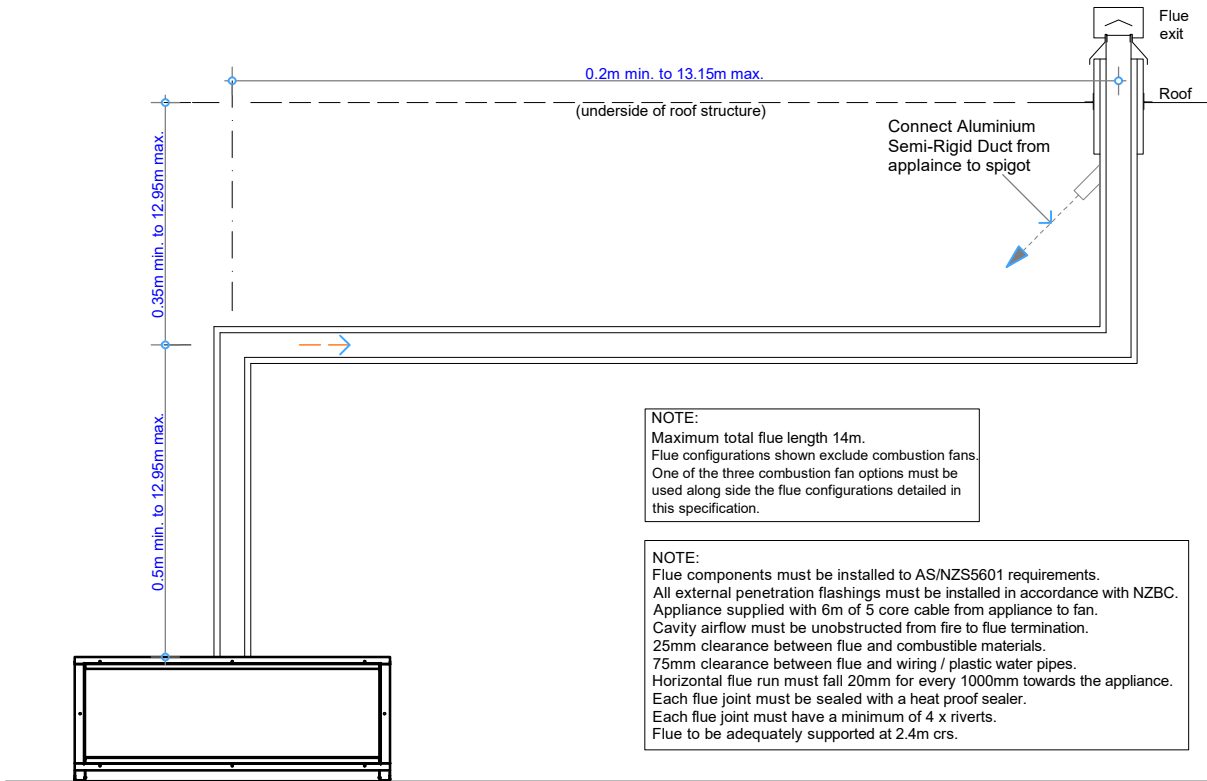 Flue
exit
0.2m min. to 13.15m max.
Roof
(underside of roof structure)
Connect Aluminium
Semi-Rigid Duct from
applaince to spigot
0.35m min. to 12.95m max.
0.5m min. to 12.95m max.
NOTE:
Maximum total flue length 14m.
Flue configurations shown exclude combustion fans.
One of the three combustion fan options must be
used along side the flue configurations detailed in
this specification.
NOTE:
Flue components must be installed to AS/NZS5601 requirements.
All external penetration flashings must be installed in accordance with NZBC.
Appliance supplied with 6m of 5 core cable from appliance to fan.
Cavity airflow must be unobstructed from fire to flue termination.
25mm clearance between flue and combustible materials.
75mm clearance between flue and wiring / plastic water pipes.
Horizontal flue run must fall 20mm for every 1000mm towards the appliance.
Each flue joint must be sealed with a heat proof sealer.
Each flue joint must have a minimum of 4 x riverts.
Flue to be adequately supported at 2.4m crs.